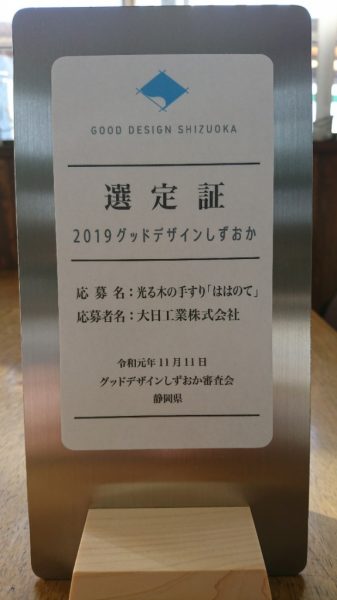 GOOD DESIGN SHIZUOKA
選定証
2019グッドデザインしずおか
応募名：光る木の手すり「ははのて」
応募者名：大日工業株式会社
令和元年11月11日
グッドデザインしずおか審査会
静岡県